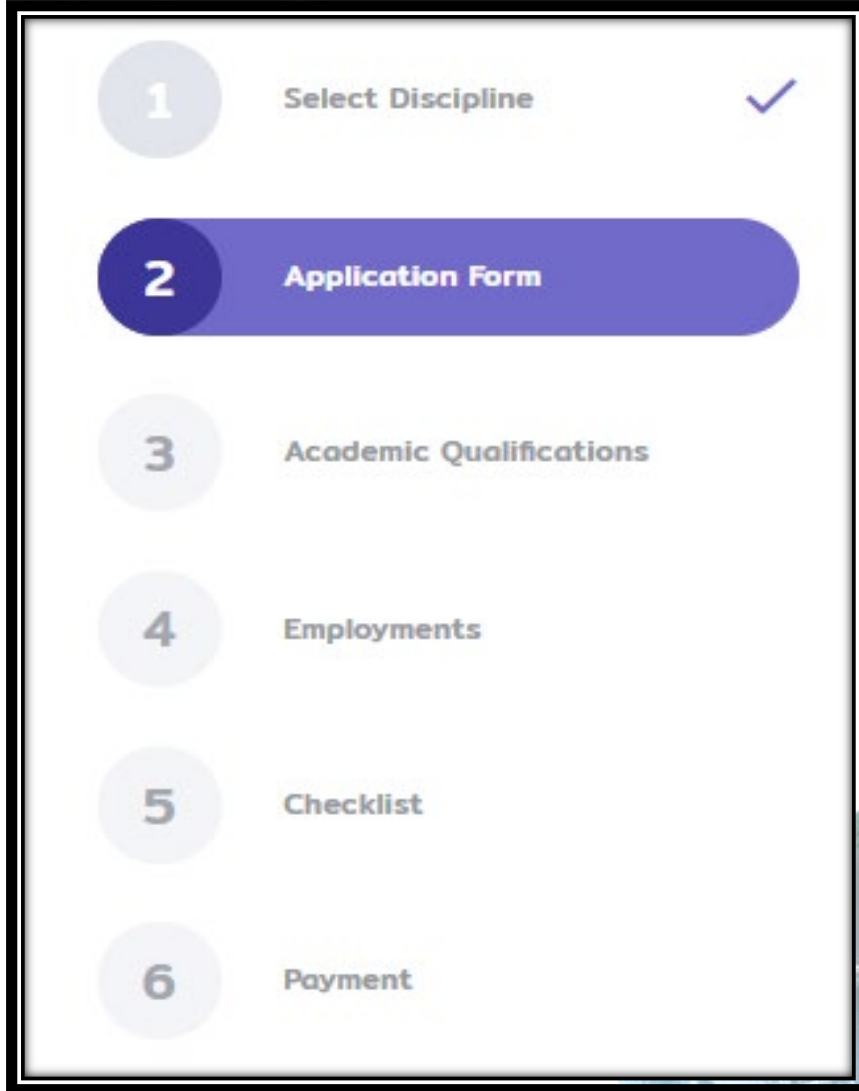 1 Select Discipline
2 Application Form
3 Academic Qualifications
4 Employments
5 Checklist
6 Payment